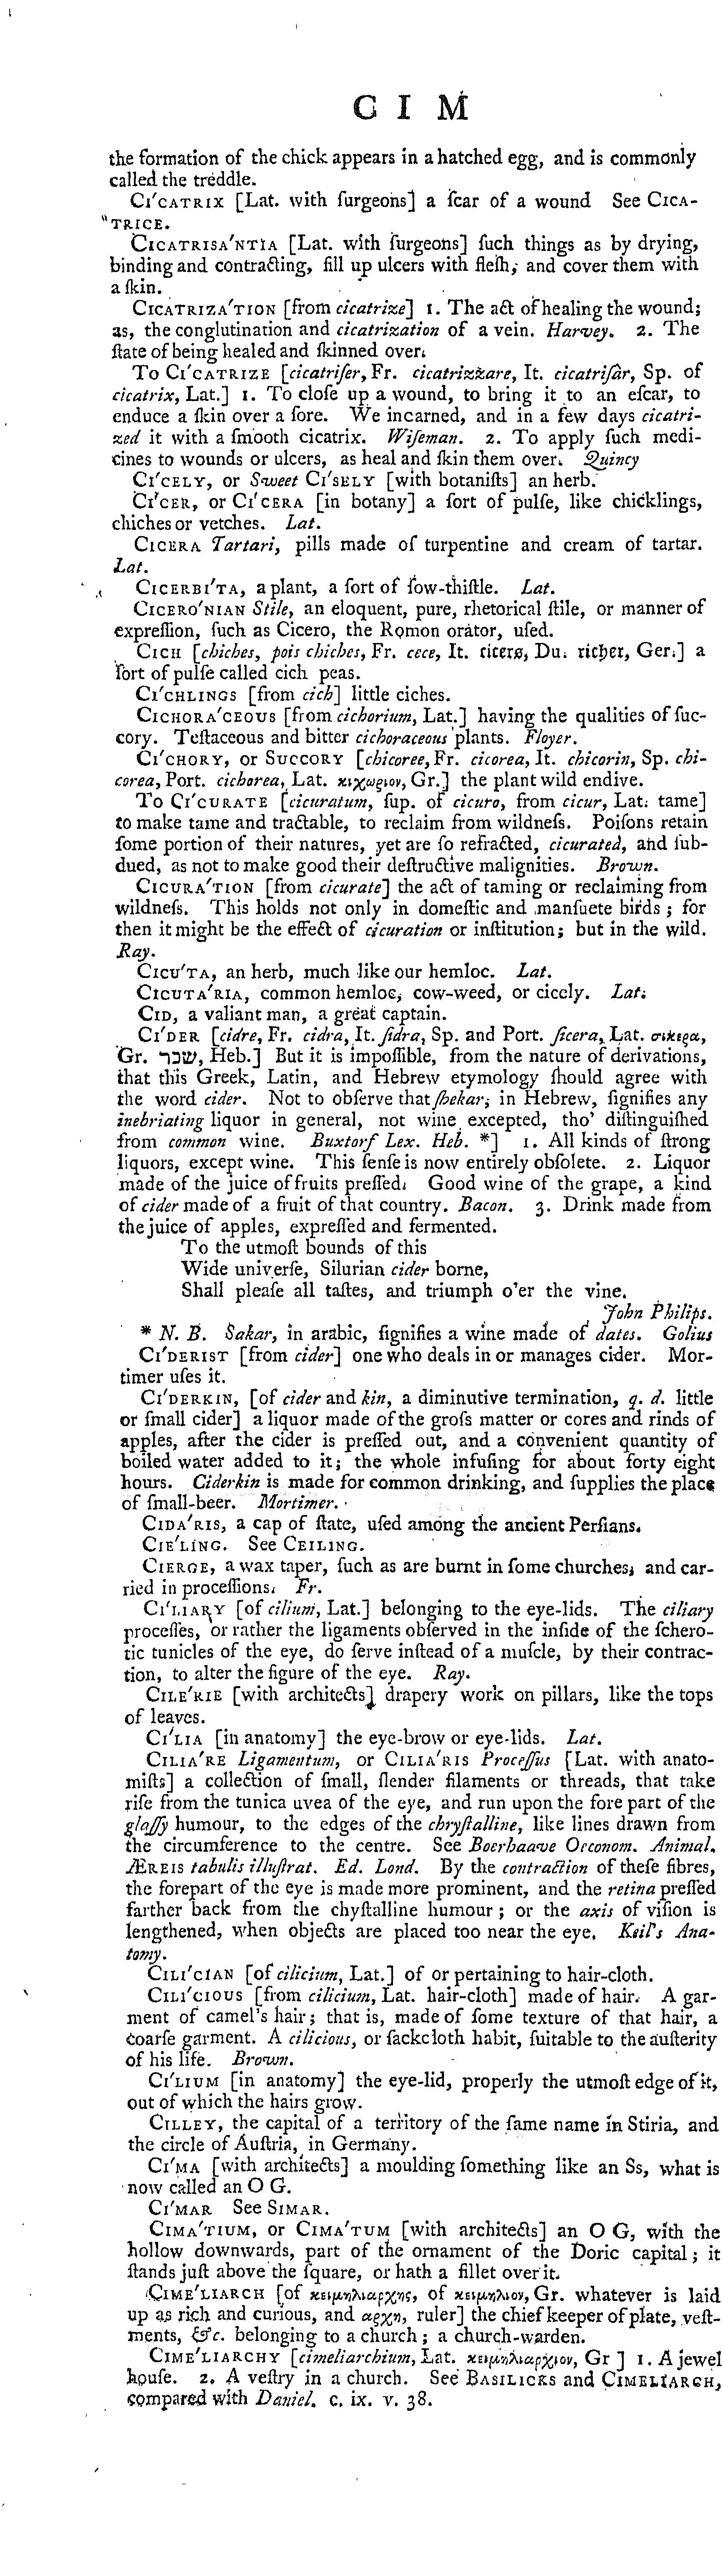 C I M
the formation of the chick appears in a hatched egg, and is commonly
called the treddle.
CI'CATRIX [Lat. with ſurgeons] a ſcar of a wound See CICA-
TRICE.
CICATRISA'NTIA [Lat. with ſurgeons] ſuch things as by drying,
binding and contracting, fill up ulcers with fleſh, and cover them with
a ſkin.
CICATRIZA'TION [from cicatrize] 1. The act of healing the wound;
as, the conglutination and cicatrization of a vein. Harvey. 2. The
ſtate of being healed and ſkinned over.
To CI'CATRIZE [cicatriſer, Fr. cicatrizzare, It. cicatriſàr, Sp. of
cicatrix, Lat.] 1. To cloſe up a wound, to bring it to an eſcar, to
enduce a ſkin over a ſore. We incarned, and in a few days cicatri-
zed it with a ſmooth cicatrix. Wiſeman. 2. To apply ſuch medi-
cines to wounds or ulcers, as heal and ſkin them over. Quincy
CI'CELY, or Sweet CI'SELY [with botaniſts] an herb.
CI'CER, or CI'CERA [in botany] a ſort of pulſe, like chicklings,
chiches or vetches. Lat.
CICERA Tartari, pills made of turpentine and cream of tartar.
Lat.
CICERBI'TA, a plant, a ſort of ſow-thiſtle. Lat.
CICERO'NIAN Stile, an eloquent, pure, rhetorical ſtile, or manner of
expreſſion, ſuch as Cicero, the Romon orator, uſed.
CICH [chiches, pois chiches, Fr. cece, It. cicers, Du. richer, Ger.] a
ſort of pulſe called cich peas.
CI'CHLINGS [from cich] little ciches.
CICHORA'CEOUS [from cichorium, Lat.] having the qualities of ſuc-
cory. Teſtaceous and bitter cichoraceous plants. Floyer.
CI'CHORY, or SUCCORY [chicoree, Fr. cicorea, It. chicorin, Sp. chi-
corea, Port. cichorea, Lat. κιχωριον, Gr.] the plant wild endive.
To CI'CURATE [cicuratum, ſup. of cicuro, from cicur, Lat. tame]
to make tame and tractable, to reclaim from wildneſs. Poiſons retain
ſome portion of their natures, yet are ſo refracted, cicurated, and ſub-
dued, as not to make good their deſtructive malignities. Brown.
CICURA'TION [from cicurate] the act of taming or reclaiming from
wildneſs. This holds not only in domeſtic and manſuete birds; for
then it might be the effect of cicuration or inſtitution; but in the wild.
Ray.
CICU'TA, an herb, much like our hemloc. Lat.
CICUTA'RIA, common hemloc, cow-weed, or cicely. Lat.
CID, a valiant man, a great captain.
CI'DER [cidre, Fr. cidra, It. ſidra, Sp. and Port. ſicera, Lat. σικερα,
Gr. שכר, Heb.] But it is impoſſible, from the nature of derivations,
that this Greek, Latin, and Hebrew etymology ſhould agree with
the word cider. Not to obſerve that ſhekar, in Hebrew, ſignifies any
inebriating liquor in general, not wine excepted, tho' diſtinguiſhed
from common wine. Buxtorf Lex. Heb. *] 1. All kinds of ſtrong
liquors, except wine. This ſenſe is now entirely obſolete. 2. Liquor
made of the juice of fruits preſſed. Good wine of the grape, a kind
of cider made of a fruit of that country. Bacon. 3. Drink made from
the juice of apples, expreſſed and fermented.
To the utmoſt bounds of this
Wide univerſe, Silurian cider borne,
Shall pleaſe all taſtes, and triumph o'er the vine.
John Philips.
* N. B. Sakar, in arabic, ſignifies a wine made of dates. Golius
CI'DERIST [from cider] one who deals in or manages cider. Mor-
timer uſes it.
CI'DERKIN, [of cider and kin, a diminutive termination, q. d. little
or ſmall cider] a liquor made of the groſs matter or cores and rinds of
apples, after the cider is preſſed out, and a convenient quantity of
boiled water added to it; the whole infuſing for about forty eight
hours. Ciderkin is made for common drinking, and ſupplies the place
of ſmall-beer. Mortimer.
CIDA'RIS, a cap of ſtate, uſed among the ancient Perſians.
CIE'LING. See CEILING.
CIERGE, a wax taper, ſuch as are burnt in ſome churches, and car-
ried in proceſſions. Fr.
CI'LIARY [of cilium, Lat.] belonging to the eye-lids. The ciliary
proceſſes, or rather the ligaments obſerved in the inſide of the ſchero-
tic tunicles of the eye, do ſerve inſtead of a muſcle, by their contrac-
tion, to alter the figure of the eye. Ray.
CILE'RIE [with architects] drapery work on pillars, like the tops
of leaves.
CI'LIA [in anatomy] the eye-brow or eye-lids. Lat.
CILIA'RE Ligamentum, or CILIA'RIS Proceſſus [Lat. with anato-
miſts] a collection of ſmall, ſlender filaments or threads, that take
riſe from the tunica uvea of the eye, and run upon the fore part of the
glaſſy humour, to the edges of the chryſtalline, like lines drawn from
the circumference to the centre. See Boerhaave Oeconom. Animal.
ÆREIS tabulis illuſtrat. Ed. Lond. By the contraction of theſe fibres,
the forepart of the eye is made more prominent, and the retina preſſed
farther back from the chyſtalline humour; or the axis of viſion is
lengthened, when objects are placed too near the eye. Keil's Ana-
tomy.
CILI'CIAN [of cilicium, Lat.] of or pertaining to hair-cloth.
CILI'CIOUS [from cilicium, Lat. hair-cloth] made of hair. A gar-
ment of camel's hair; that is, made of ſome texture of that hair, a
coarſe garment. A cilicious, or ſackcloth habit, ſuitable to the auſterity
of his life. Brown.
CI'LIUM [in anatomy] the eye-lid, properly the utmoſt edge of it,
out of which the hairs grow.
CILLEY, the capital of a territory of the ſame name in Stiria, and
the circle of Auſtria, in Germany.
CI'MA [with architects] a moulding ſomething like an Ss, what is
now called an O G.
CI'MAR See SIMAR.
CIMA'TIUM, or CIMA'TUM [with architects] an O G, with the
hollow downwards, part of the ornament of the Doric capital; it
ſtands juſt above the ſquare, or hath a fillet over it.
CIME'LIARCH [of κειμηλιαρχης, of κειμηλιον, Gr. whatever is laid
up as rich and curious, and αρχη, ruler] the chief keeper of plate, veſt-
ments, &c. belonging to a church; a church-warden.
CIME'LIARCHY [cimeliarchium, Lat. κειμηλιαρχιον, Gr ] 1. A jewel
houſe. 2. A veſtry in a church. See BASILICKS and CIMELIARCH,
compared with Daniel. c. ix. v. 38.